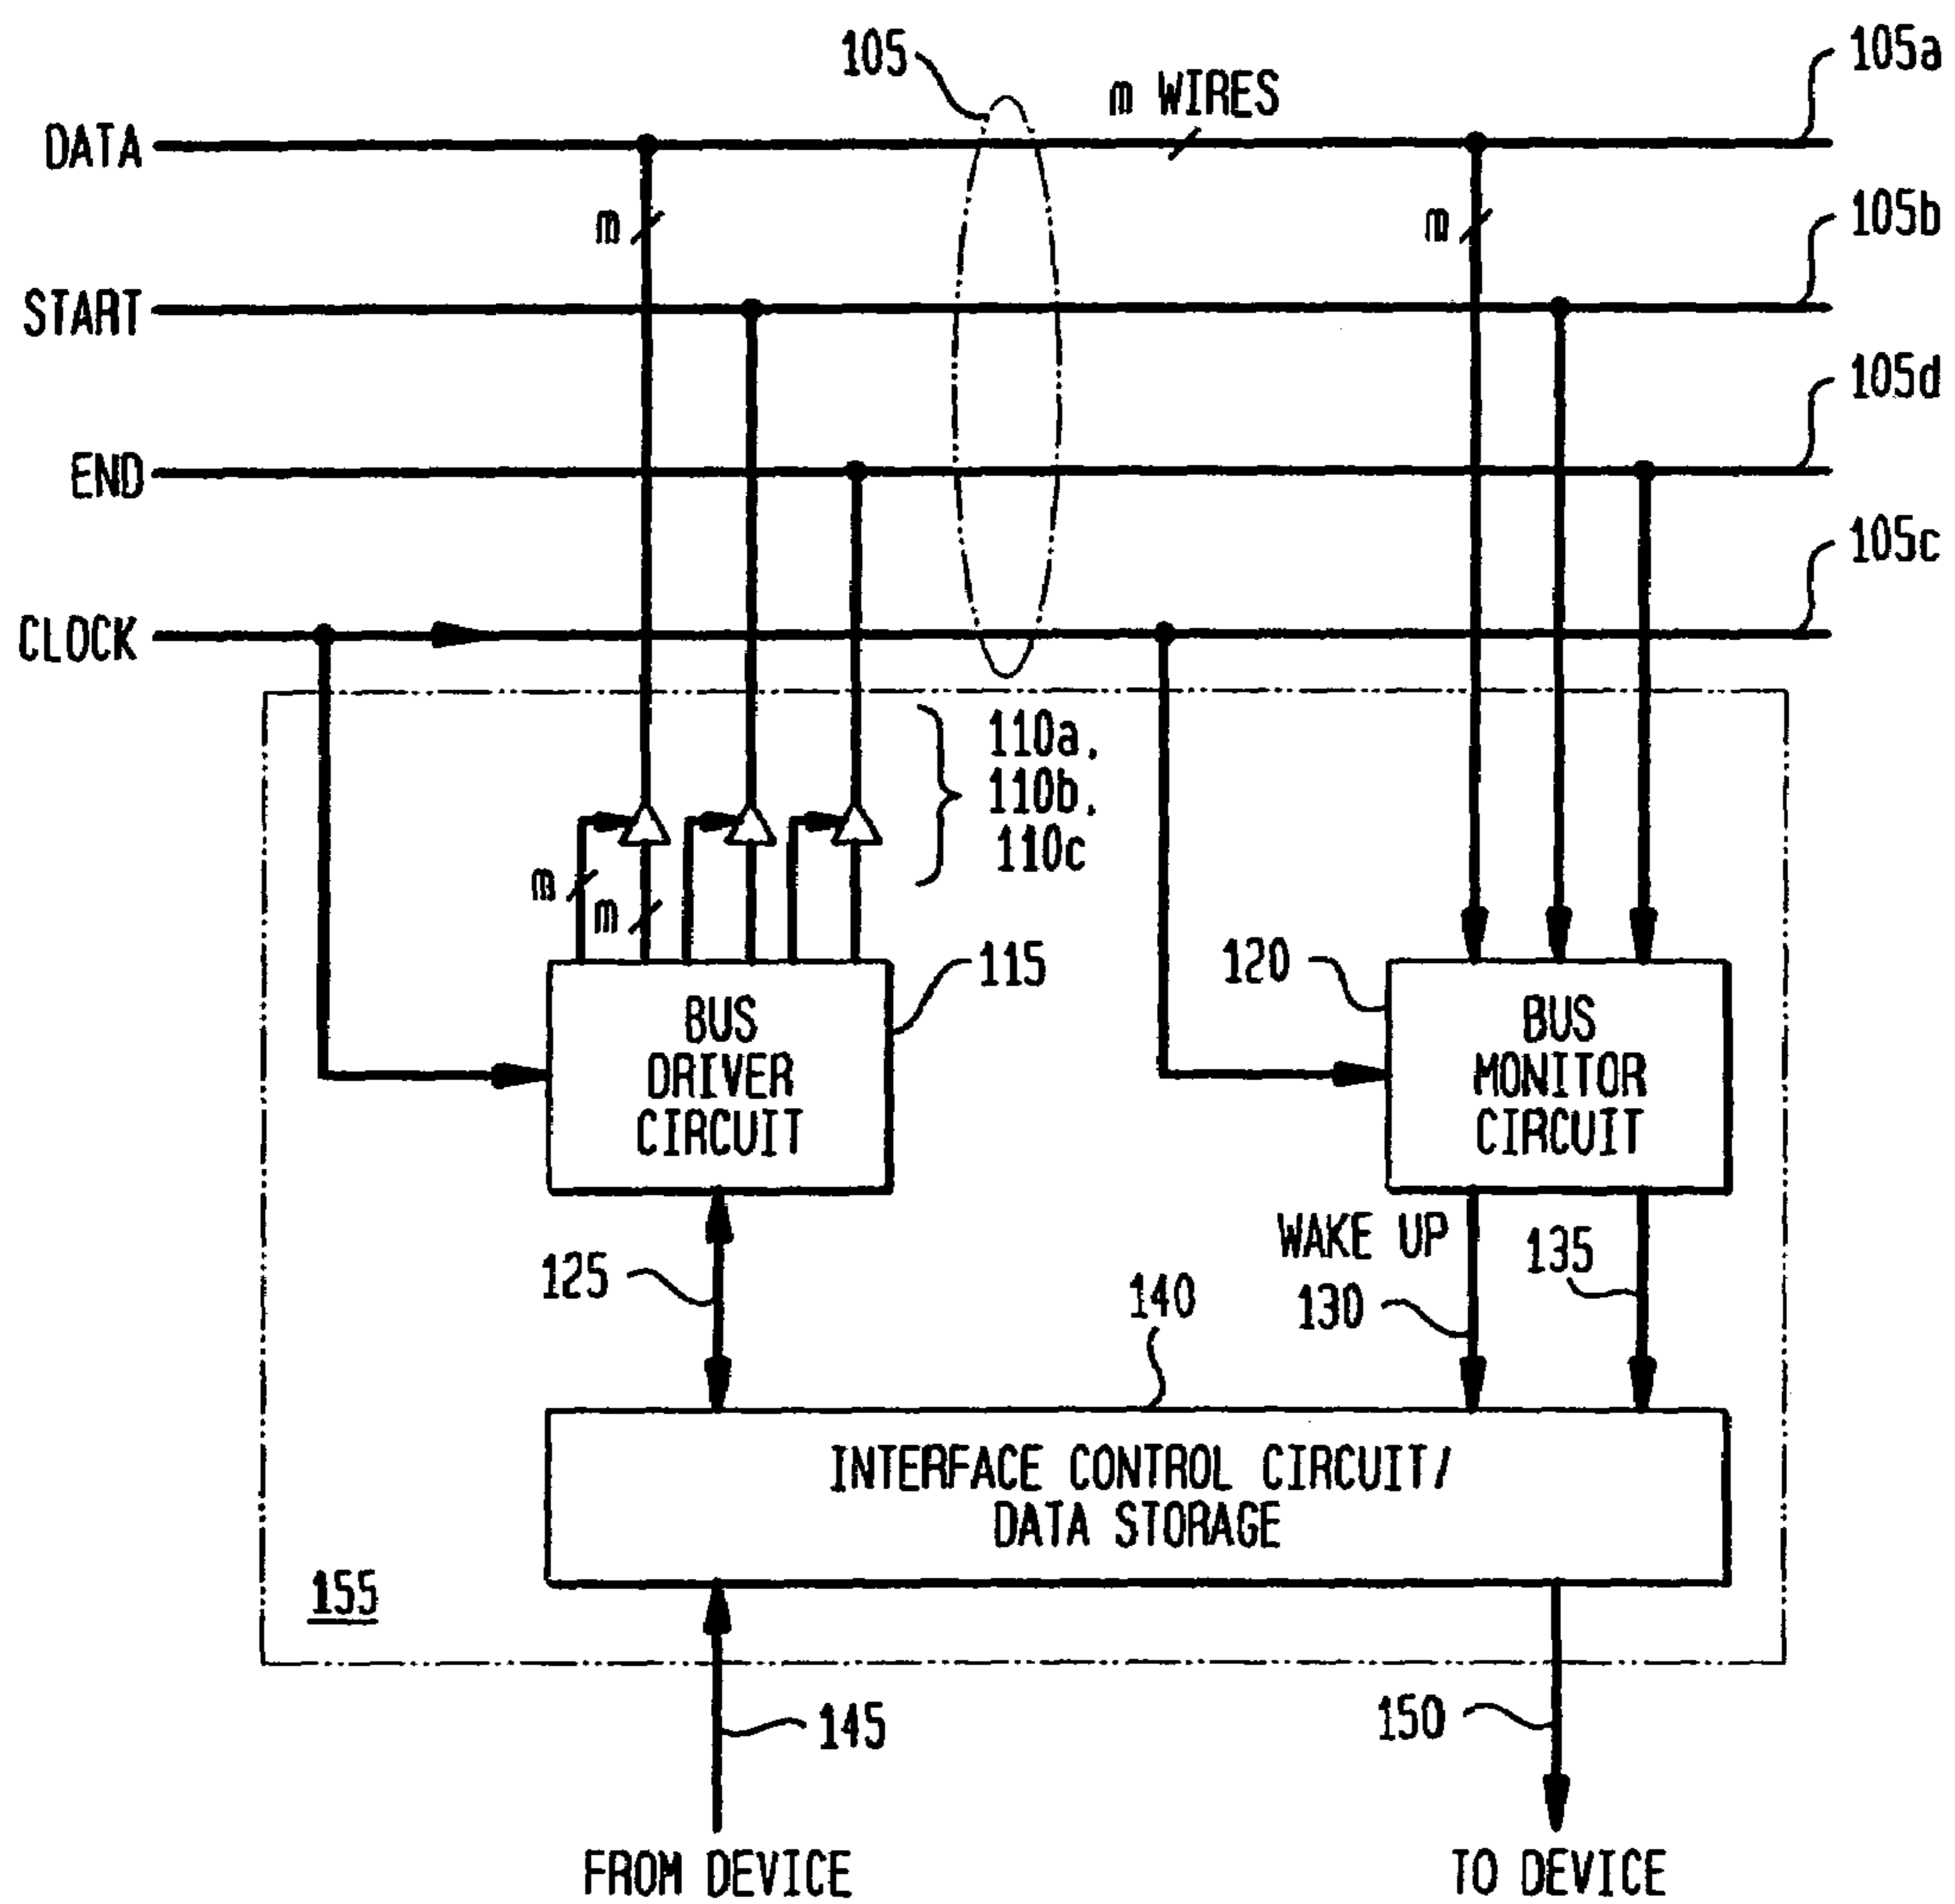 105
m WIRES
105a
DATA
m
m
105b
START
105d
END
105c
CLOCK
110a,
110b,
110c
m
m
115
120
BUS
DRIVER
CIRCUIT
BUS
MONITOR
CIRCUIT
WAKE UP
135
125
140
130
INTERFACE CONTROL CIRCUIT/
DATA STORAGE
155
145
150
FROM DEVICE
TO DEVICE